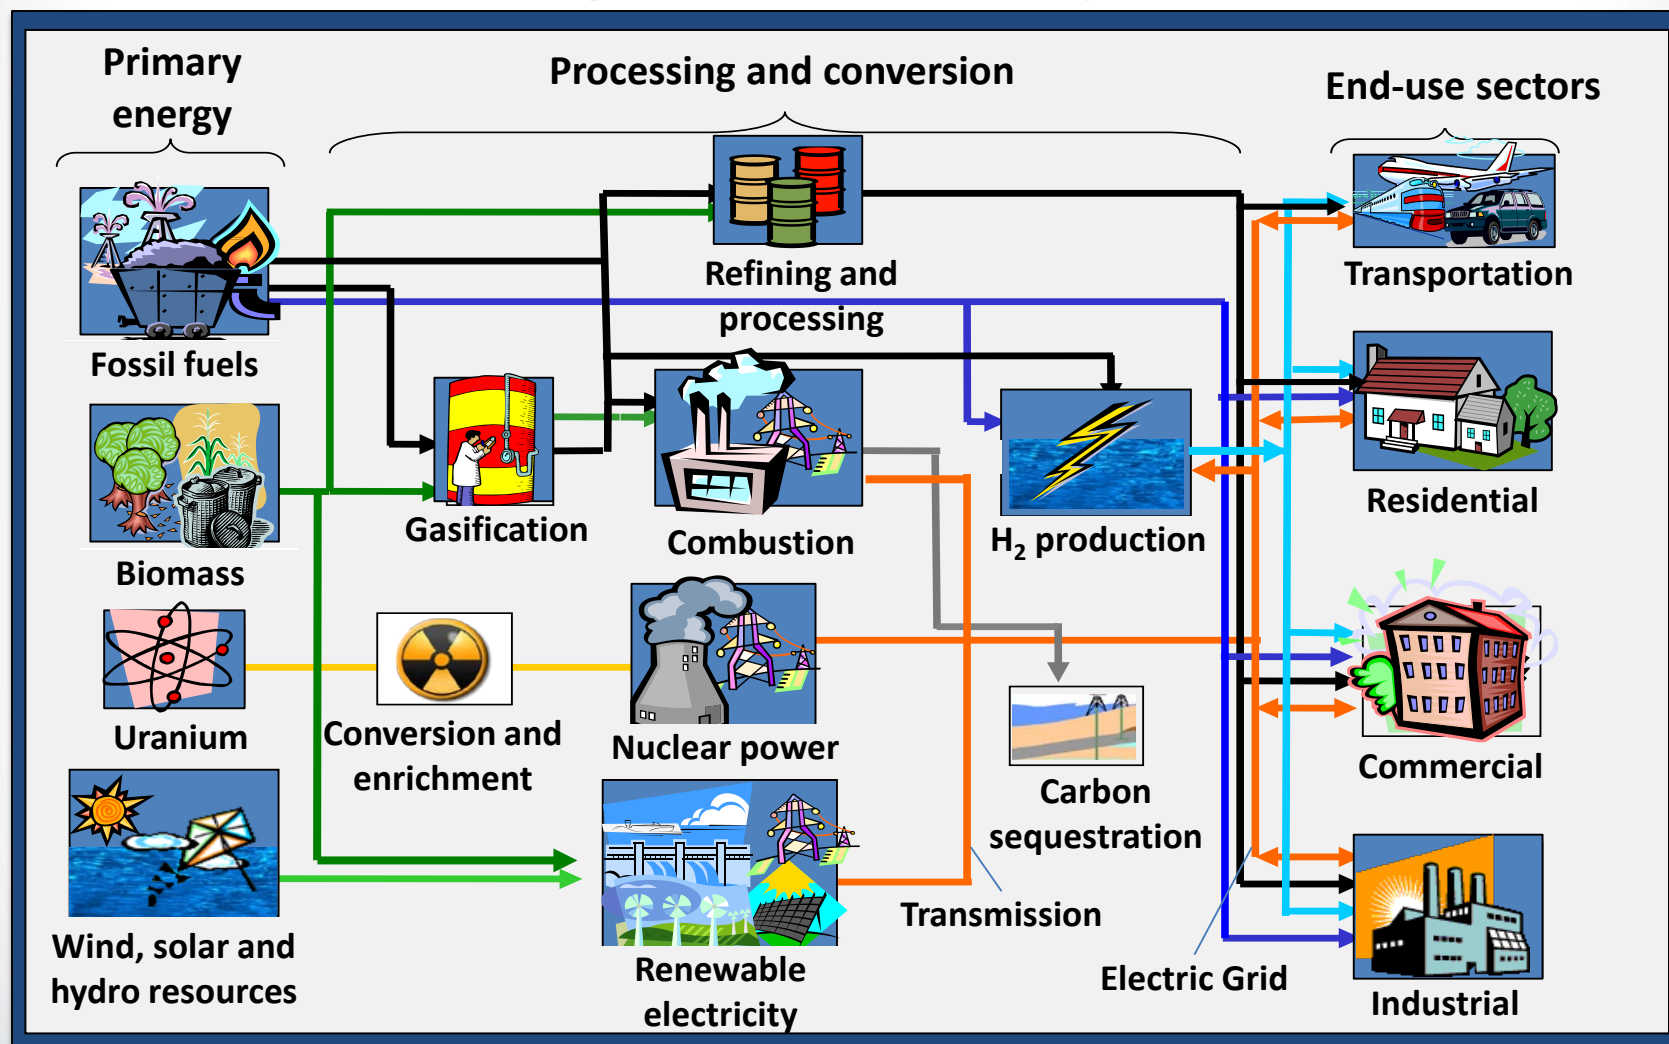 Primary
energy
Processing and conversion
End-use sectors
Fossil fuels
Refining and
processing
Transportation
Biomass
Gasification
Combustion
H₂ production
Residential
Uranium
Conversion and
enrichment
Nuclear power
Carbon
sequestration
Commercial
Wind, solar and
hydro resources
Renewable
electricity
Transmission
Electric Grid
Industrial